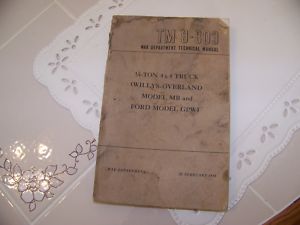 TM 9-803
WAR DEPARTMENT TECHNICAL MANUAL
¼-TON 4x4 TRUCK
(WILLYS-OVERLAND
MODEL MB and
FORD MODEL GPW)
WAR DEPARTMENT
FEBRUARY